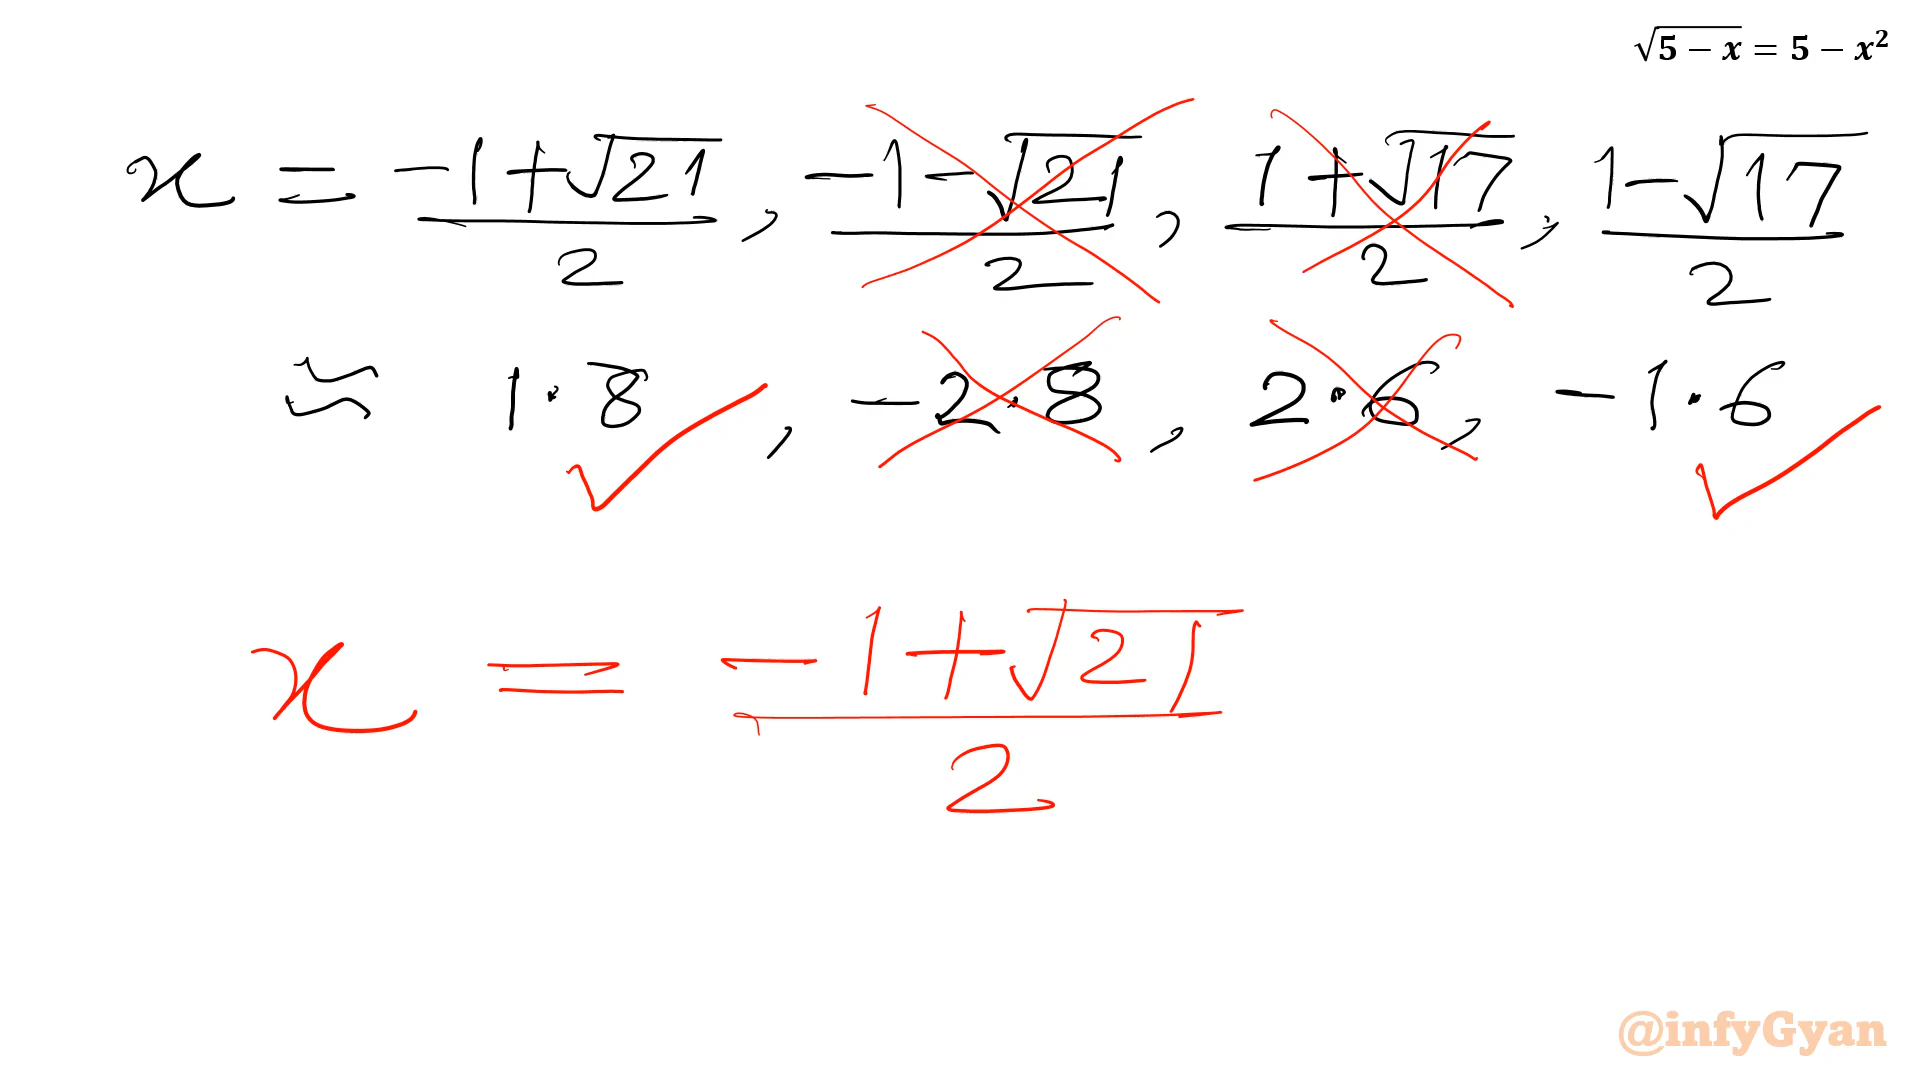 √(5 − x) = 5 − x²
x = (-1+√21)/2 , (-1-√21)/2 , (1+√17)/2 , (1-√17)/2
≈ 1.8 , -2.8 , 2.6 , -1.6
x = (-1+√21)/2
@infyGyan